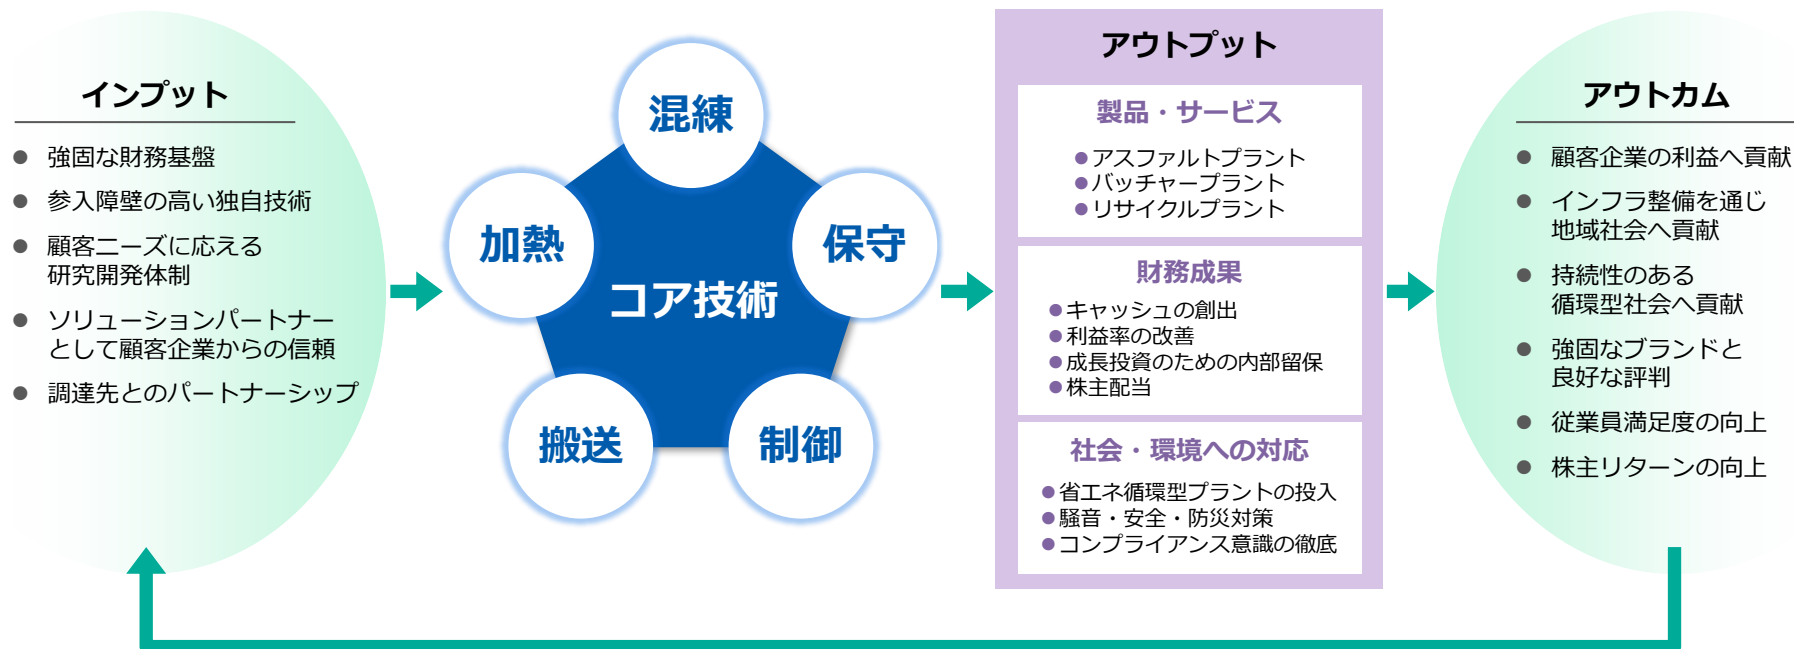 インプット
強固な財務基盤
参入障壁の高い独自技術
顧客ニーズに応える
研究開発体制
ソリューションパートナー
として顧客企業からの信頼
調達先とのパートナーシップ
混練
加熱
保守
コア技術
搬送
制御
アウトプット
製品・サービス
アスファルトプラント
バッチャープラント
リサイクルプラント
財務成果
キャッシュの創出
利益率の改善
成長投資のための内部留保
株主配当
社会・環境への対応
省エネ循環型プラントの投入
騒音・安全・防災対策
コンプライアンス意識の徹底
アウトカム
顧客企業の利益へ貢献
インフラ整備を通じ
地域社会へ貢献
持続性のある
循環型社会へ貢献
強固なブランドと
良好な評判
従業員満足度の向上
株主リターンの向上